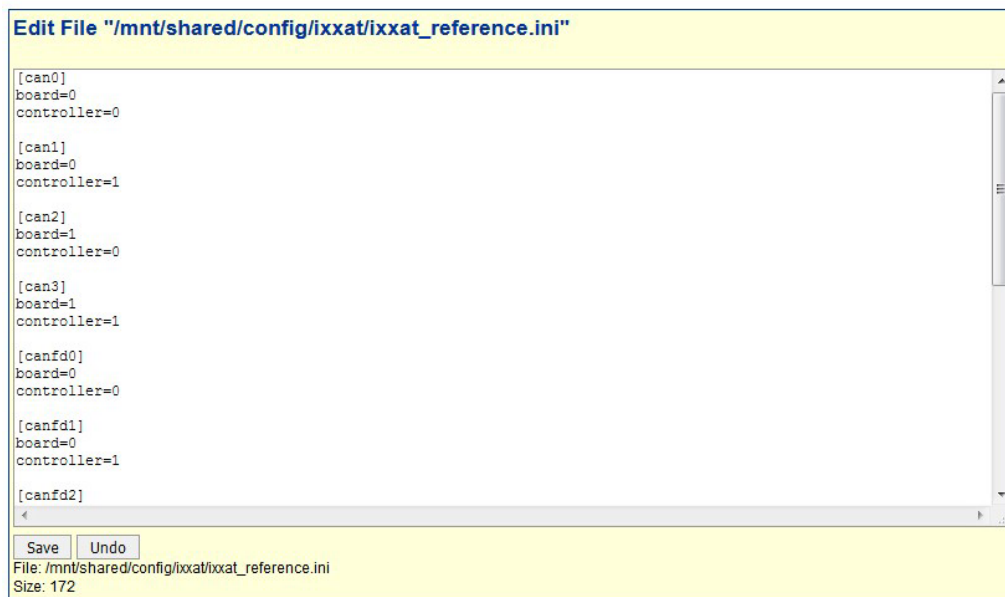 Edit File "/mnt/shared/config/ixxat/ixxat_reference.ini"
[can0]
board=0
controller=0
[can1]
board=0
controller=1
[can2]
board=1
controller=0
[can3]
board=1
controller=1
[canfd0]
board=0
controller=0
[canfd1]
board=0
controller=1
[canfd2]
Save Undo
File: /mnt/shared/config/ixxat/ixxat_reference.ini
Size: 172